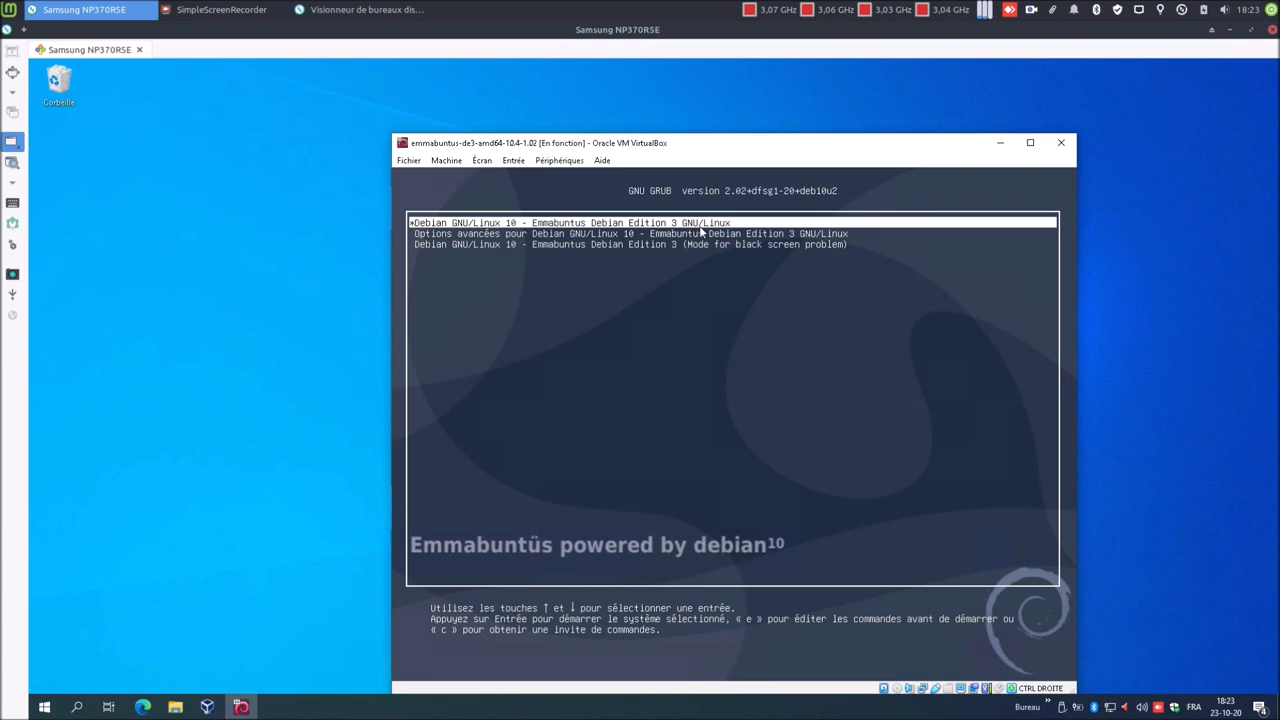 Samsung NP370R5E
SimpleScreenRecorder
Visionneur de bureaux dis...
3,07 GHz
3,06 GHz
3,03 GHz
3,04 GHz
18:23
Samsung NP370R5E
Samsung NP370R5E
Corbeille
emmabuntus-de3-amd64-10.4-1.02 [En fonction] - Oracle VM VirtualBox
Fichier Machine Écran Entrée Périphériques Aide
GNU GRUB version 2.02+dfsg1-20+deb10u2
*Debian GNU/Linux 10 - Emmabuntus Debian Edition 3 GNU/Linux
Options avancées pour Debian GNU/Linux 10 - Emmabuntus Debian Edition 3 GNU/Linux
Debian GNU/Linux 10 - Emmabuntus Debian Edition 3 (Mode for black screen problem)
Emmabuntüs powered by debian10
Utilisez les touches ↑ et ↓ pour sélectionner une entrée.
Appuyez sur Entrée pour démarrer le système sélectionné, « e » pour éditer les commandes avant de démarrer ou
« c » pour obtenir une invite de commandes.
CTRL DROITE
Bureau
FRA
18:23
23-10-20
4